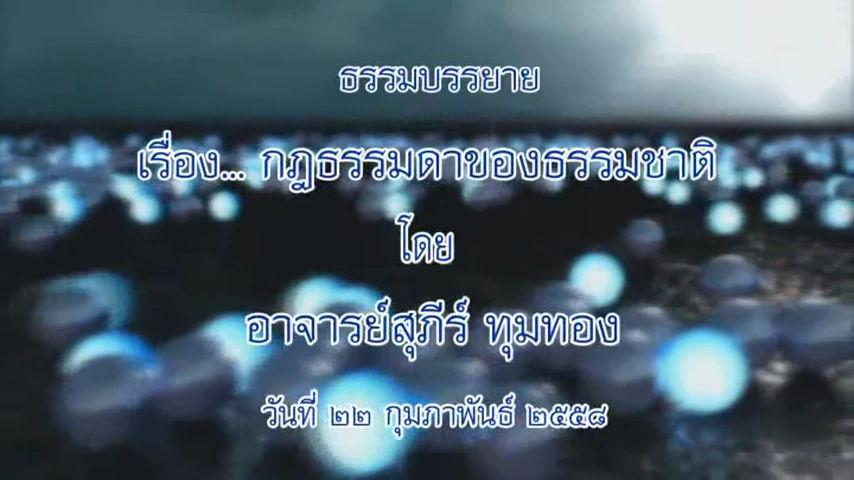 ธรรมบรรยาย
เรื่อง... กฎธรรมดาของธรรมชาติ
โดย
อาจารย์สุภีร์ ทุมทอง
วันที่ ๒๒ กุมภาพันธ์ ๒๕๕๘